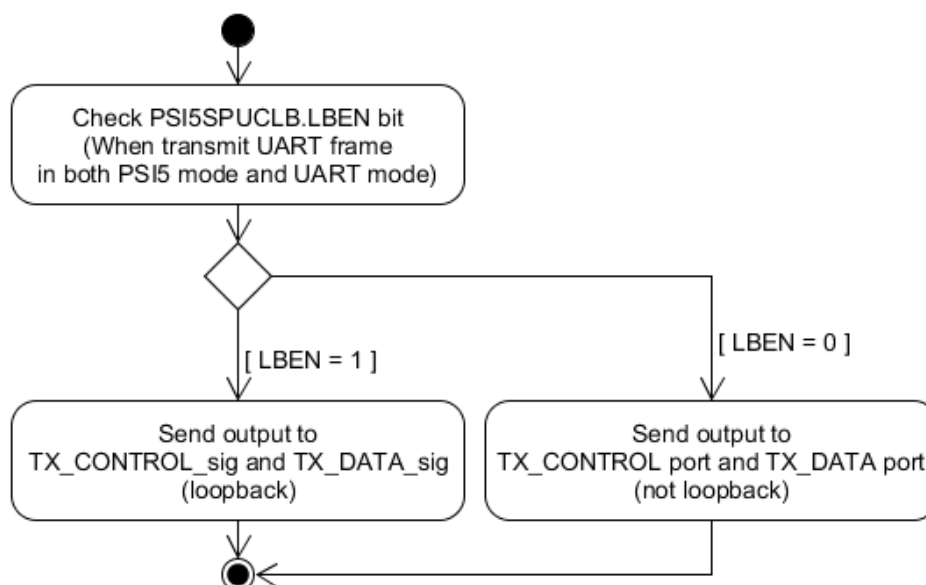 Check PSI5SPUCLB.LBEN bit
(When transmit UART frame
in both PSI5 mode and UART mode)
[ LBEN = 1 ]
[ LBEN = 0 ]
Send output to
TX_CONTROL_sig and TX_DATA_sig
(loopback)
Send output to
TX_CONTROL port and TX_DATA port
(not loopback)